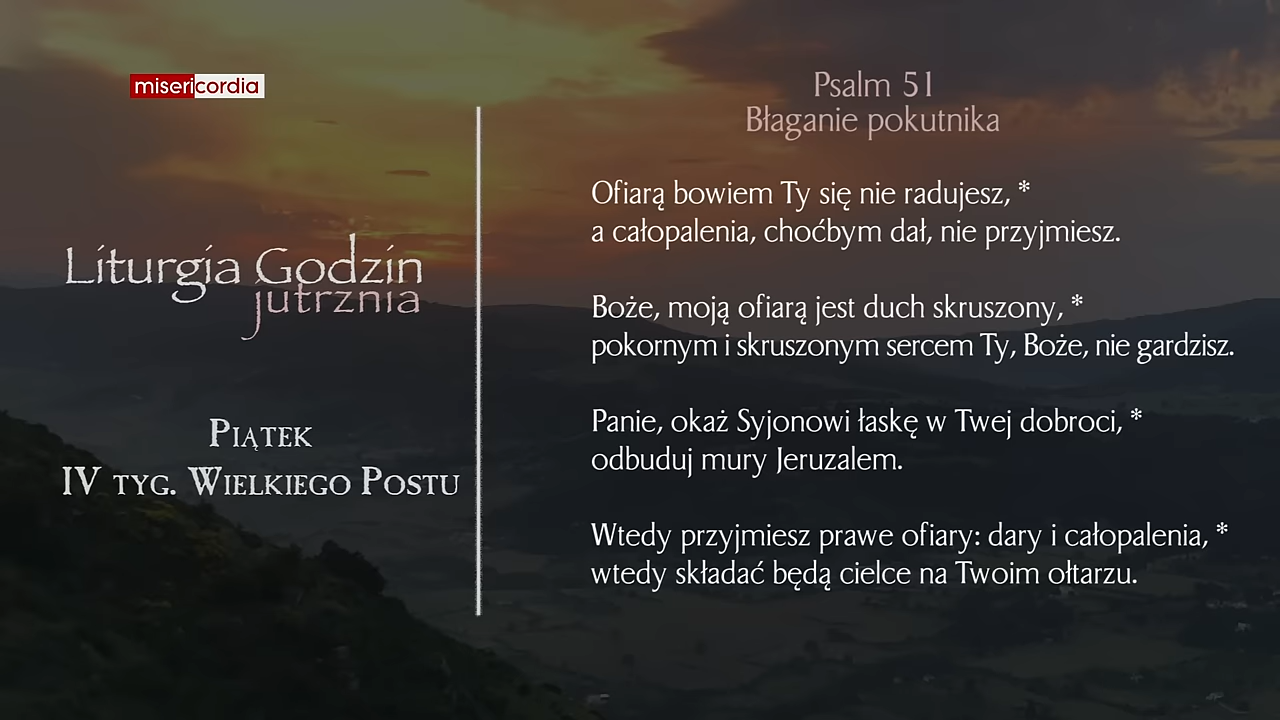 misericordia
Liturgia Godzin
jutrznia
Piątek
IV tyg. Wielkiego Postu
Psalm 51
Błaganie pokutnika
Ofiarą bowiem Ty się nie radujesz, *
a całopalenia, choćbym dał, nie przyjmiesz.
Boże, moją ofiarą jest duch skruszony, *
pokornym i skruszonym sercem Ty, Boże, nie gardzisz.
Panie, okaż Syjonowi łaskę w Twej dobroci, *
odbuduj mury Jeruzalem.
Wtedy przyjmiesz prawe ofiary: dary i całopalenia, *
wtedy składać będą cielce na Twoim ołtarzu.